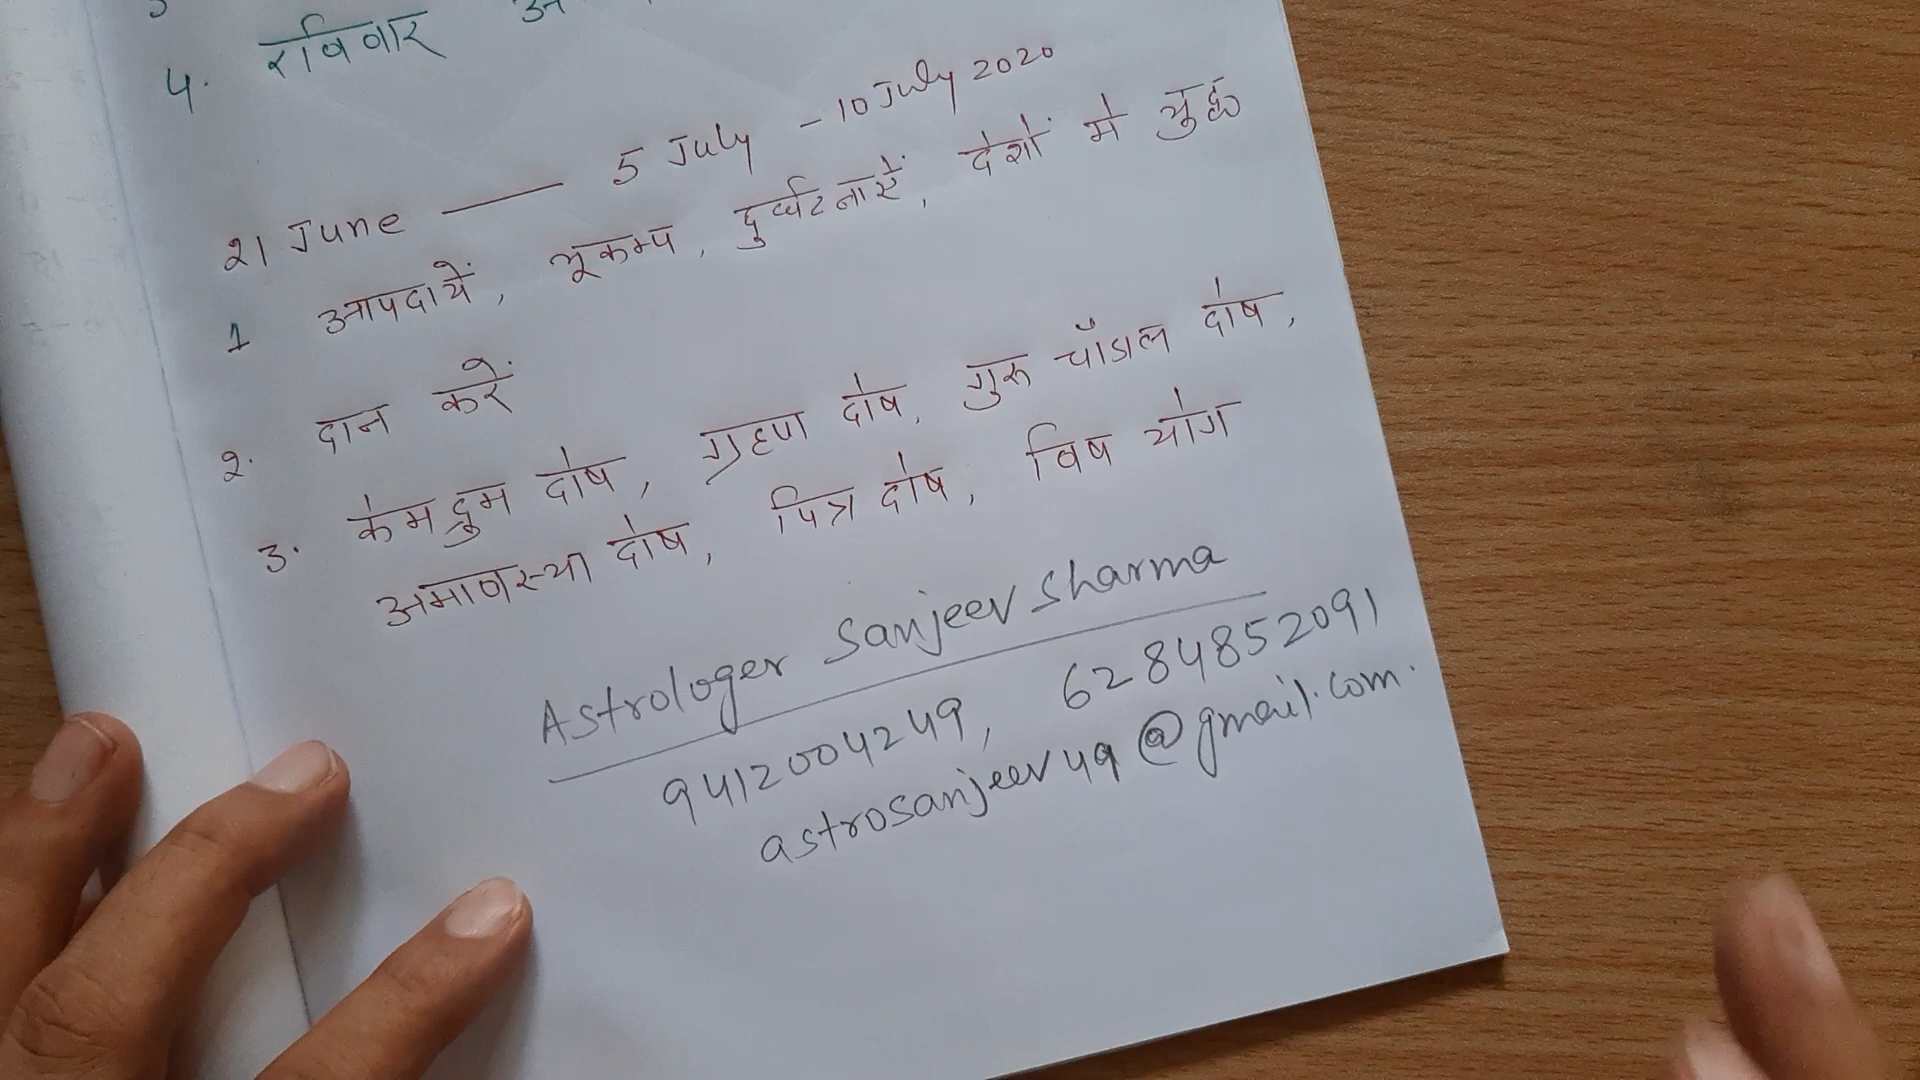 4. रविवार
21 June — 5 July - 10 July 2020
1 आपदायें, भूकम्प, दुर्घटनाएें, देशों मे युद्ध
2. दान करें
3. केमद्रुम दोष, ग्रहण दोष, गुरू चाँडाल दोष,
अमावस्या दोष, पित्र दोष, विष योग
Astrologer Sanjeev Sharma
9412004249, 6284852091
astrosanjeev49@gmail.com.